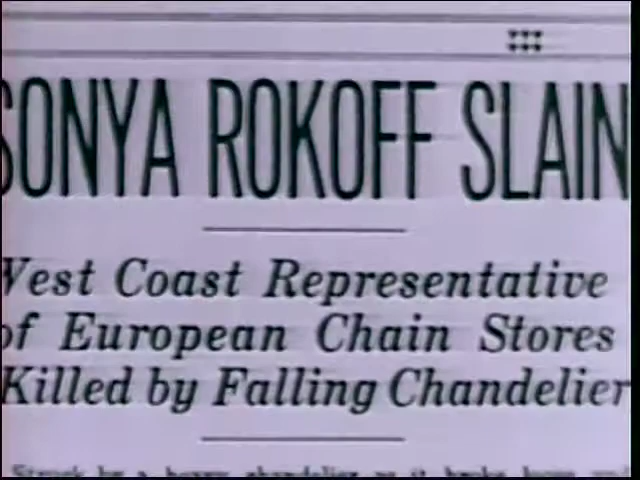 SONYA ROKOFF SLAIN
West Coast Representative
of European Chain Stores
Killed by Falling Chandelier